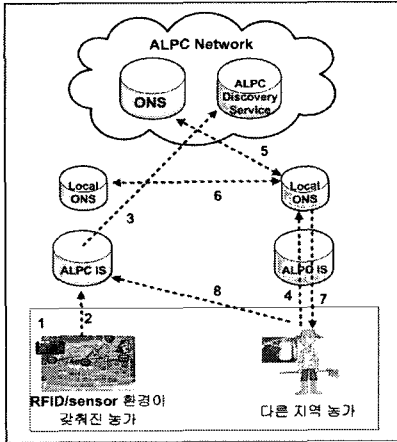 ALPC Network
ONS
ALPC
Discovery
Service
5
Local
ONS
6
Local
ONS
3
ALPC IS
ALPC IS
8
4
7
1
2
RFID/sensor 환경이
갖춰진 농가
다른 지역 농가